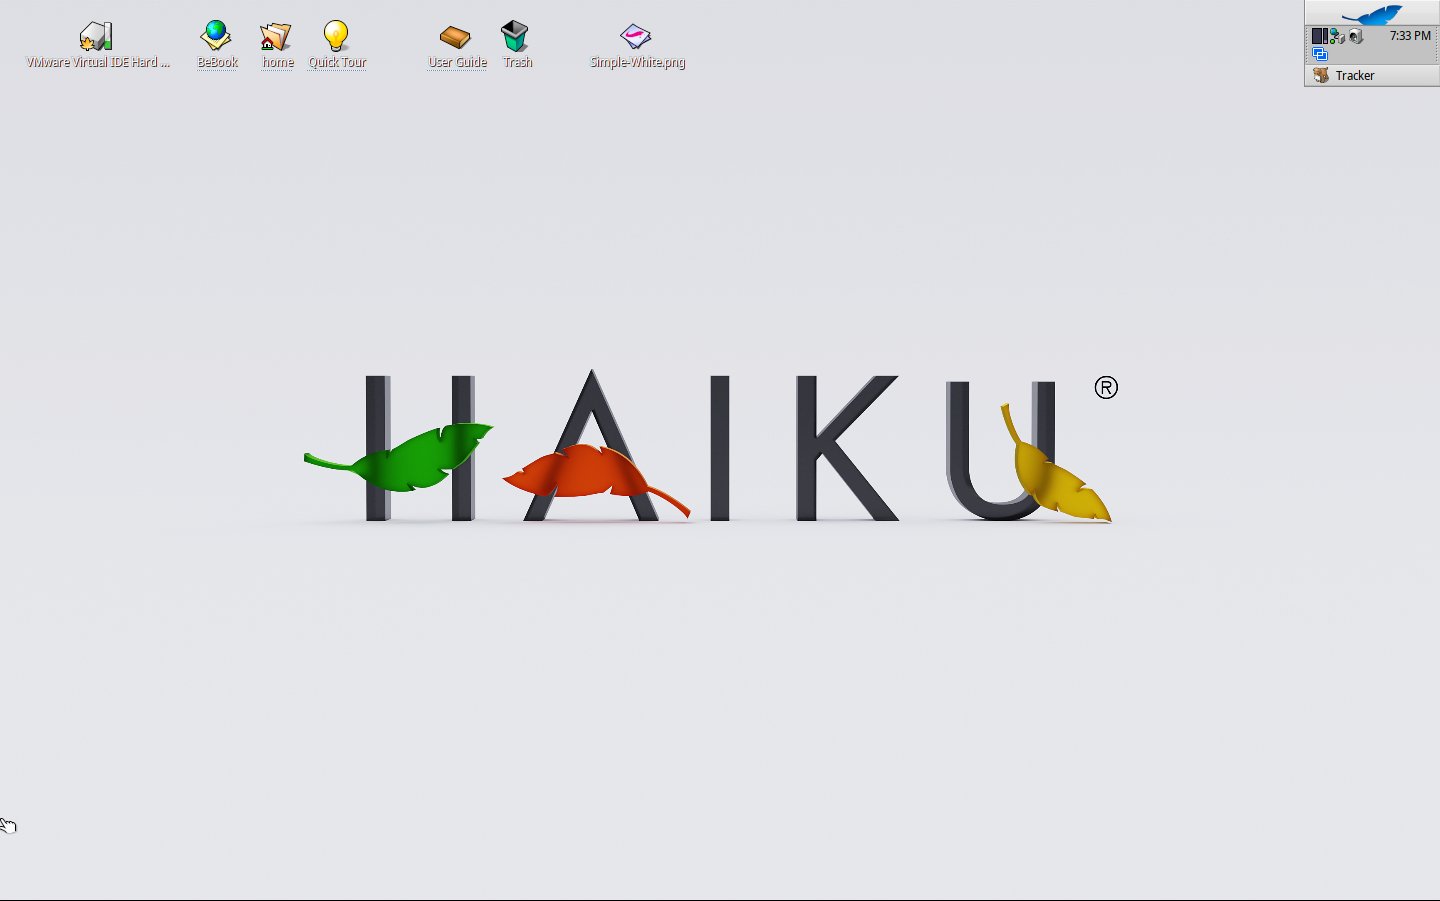 VMware Virtual IDE Hard ...
BeBook
home
Quick Tour
User Guide
Trash
Simple-White.png
7:33 PM
Tracker
HAIKU®